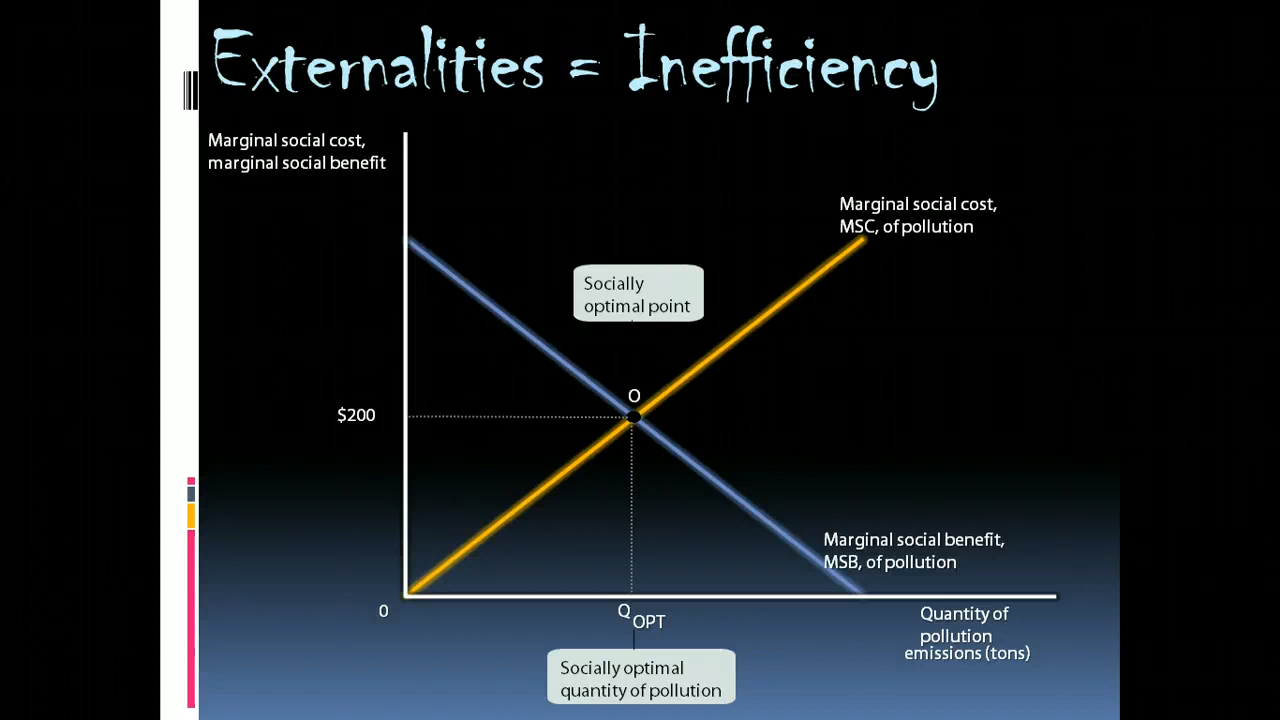 Externalities = Inefficiency
Marginal social cost,
marginal social benefit
Marginal social cost,
MSC, of pollution
Socially
optimal point
O
$200
Marginal social benefit,
MSB, of pollution
0
Q OPT
Quantity of
pollution
emissions (tons)
Socially optimal
quantity of pollution